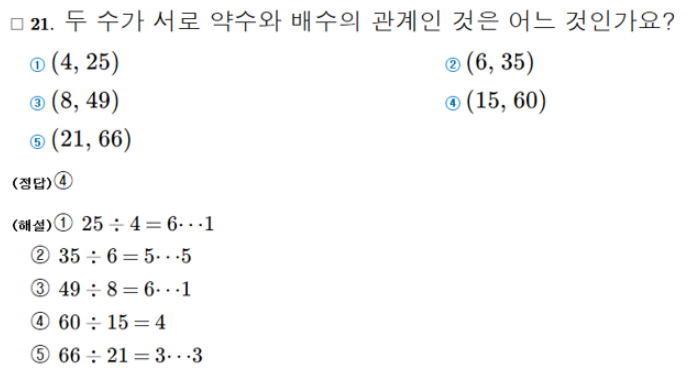 □ 21. 두 수가 서로 약수와 배수의 관계인 것은 어느 것인가요?
① (4, 25) ② (6, 35)
③ (8, 49) ④ (15, 60)
⑤ (21, 66)
(정답)④
(해설)① 25 ÷ 4 = 6⋯1
② 35 ÷ 6 = 5⋯5
③ 49 ÷ 8 = 6⋯1
④ 60 ÷ 15 = 4
⑤ 66 ÷ 21 = 3⋯3